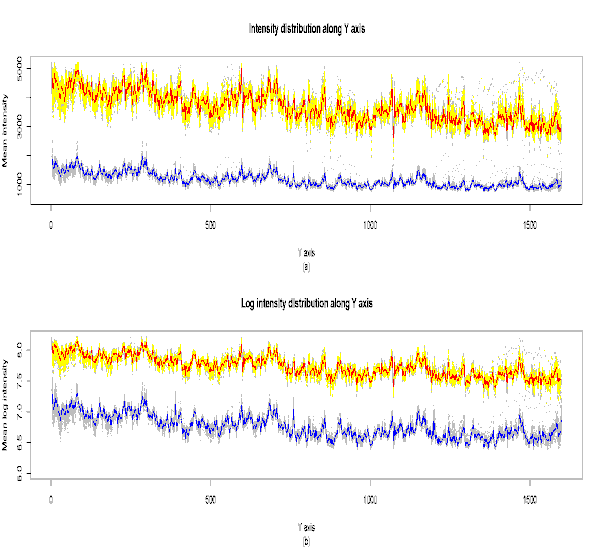 Intensity distribution along Y axis
Mean intensity
5000
3000
1000
0
500
1000
1500
Y axis
(a)
Log intensity distribution along Y axis
Mean log intensity
8.0
7.5
7.0
6.5
6.0
0
500
1000
1500
Y axis
(b)